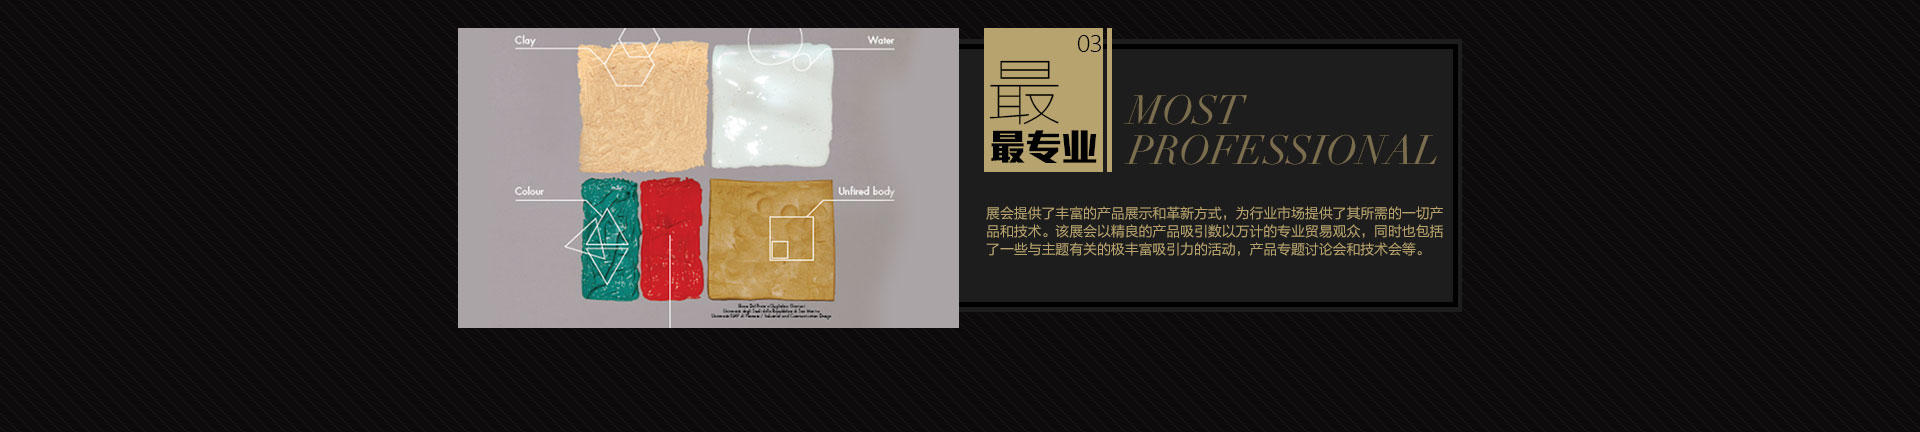 Clay
Water
Colour
Unfired body
03
最
最专业
MOST
PROFESSIONAL
展会提供了丰富的产品展示和革新方式，为行业市场提供了其所需的一切产
品和技术。该展会以精良的产品吸引数以万计的专业贸易观众，同时也包括
了一些与主题有关的极丰富吸引力的活动，产品专题讨论会和技术会等。